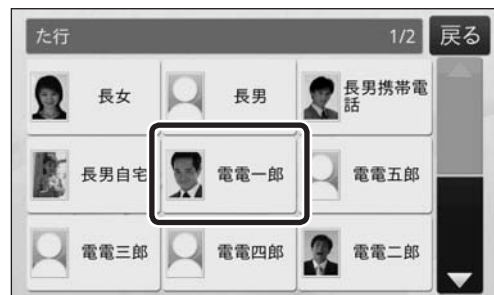 た行 1/2 戻る
長女
長男
長男携帯電
話
長男自宅
電電一郎
電電五郎
電電三郎
電電四郎
電電二郎